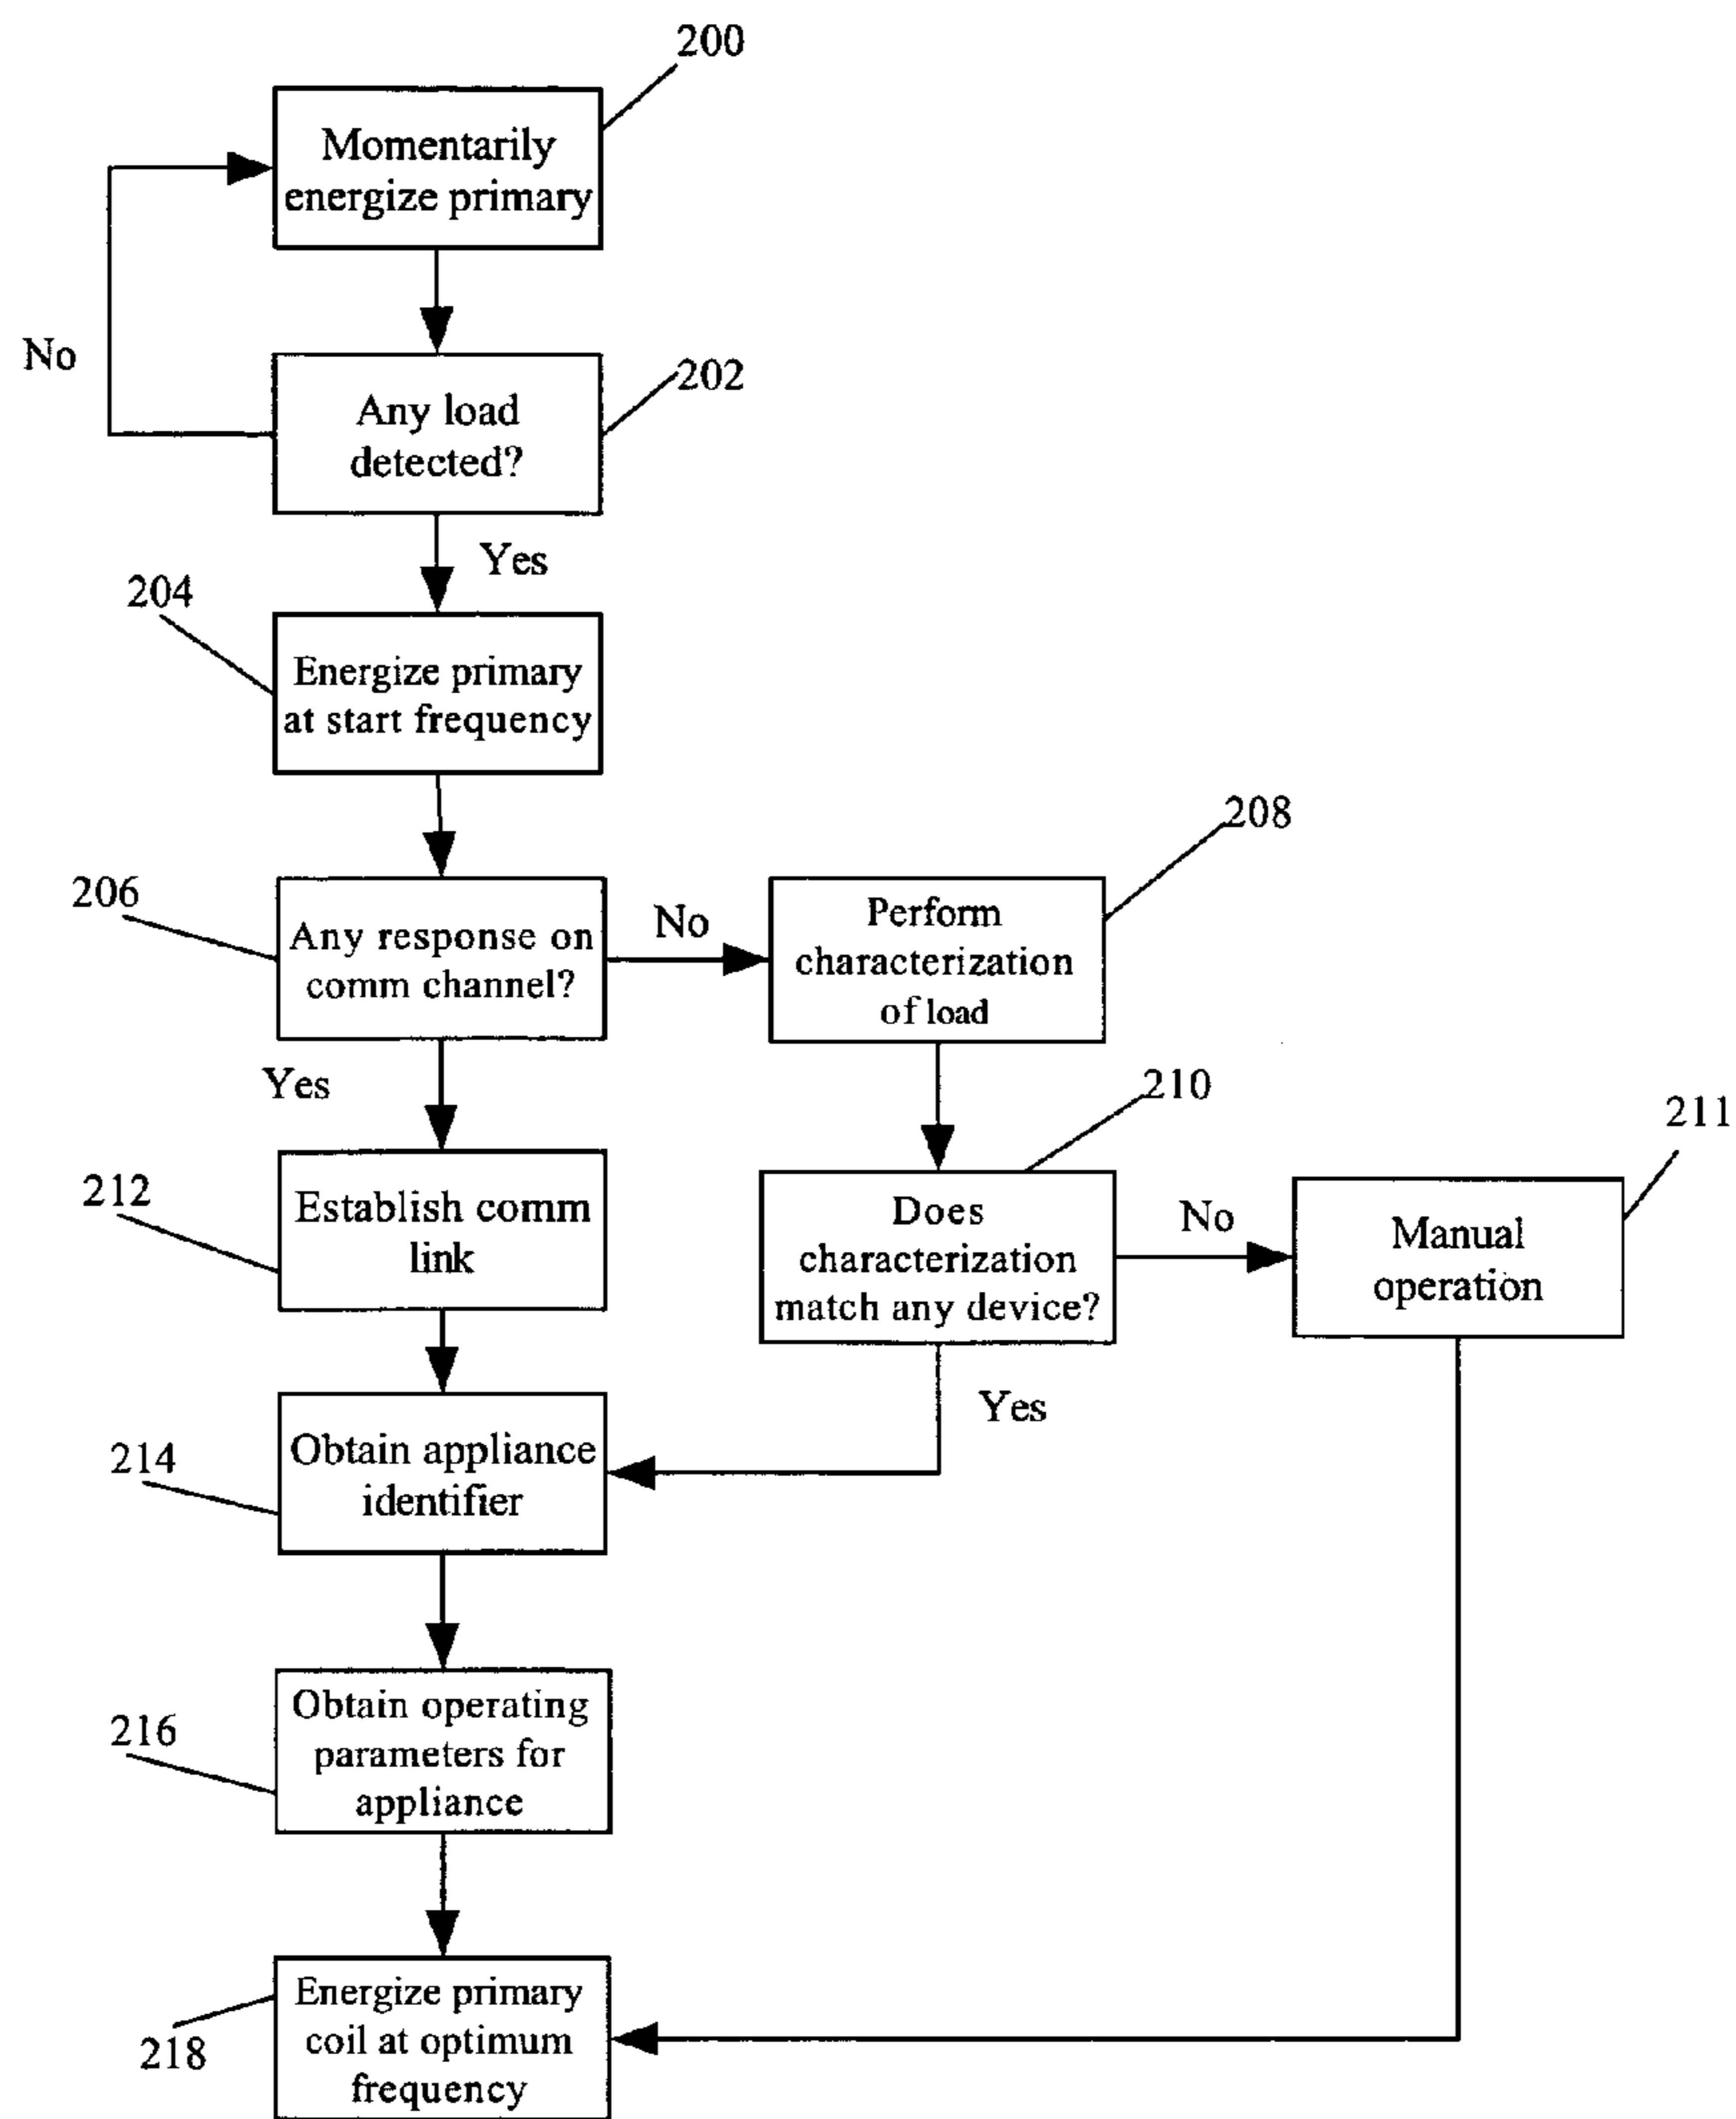 200
Momentarily
energize primary
No
202
Any load
detected?
Yes
204
Energize primary
at start frequency
208
206
Any response on
comm channel?
No
Perform
characterization
of load
Yes
210
211
212
Establish comm
link
Does
characterization
match any device?
No
Manual
operation
Yes
214
Obtain appliance
identifier
216
Obtain operating
parameters for
appliance
218
Energize primary
coil at optimum
frequency